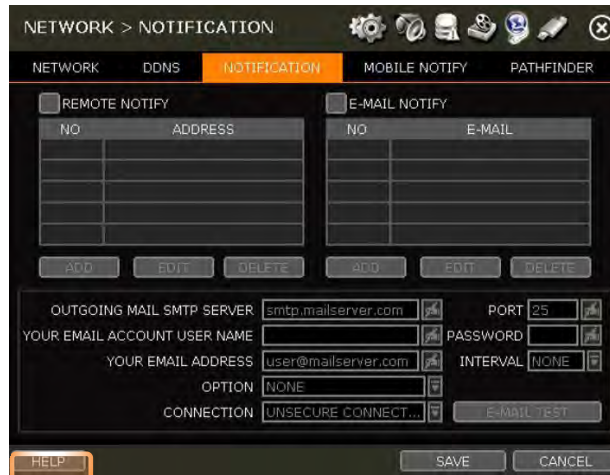 NETWORK > NOTIFICATION
NETWORK DDNS NOTIFICATION MOBILE NOTIFY PATHFINDER
REMOTE NOTIFY E-MAIL NOTIFY
NO ADDRESS NO E-MAIL
ADD EDIT DELETE ADD EDIT DELETE
OUTGOING MAIL SMTP SERVER smtp.mailserver.com PORT 25
YOUR EMAIL ACCOUNT USER NAME PASSWORD
YOUR EMAIL ADDRESS user@mailserver.com INTERVAL NONE
OPTION NONE
CONNECTION UNSECURE CONNECT... E-MAIL TEST
HELP SAVE CANCEL